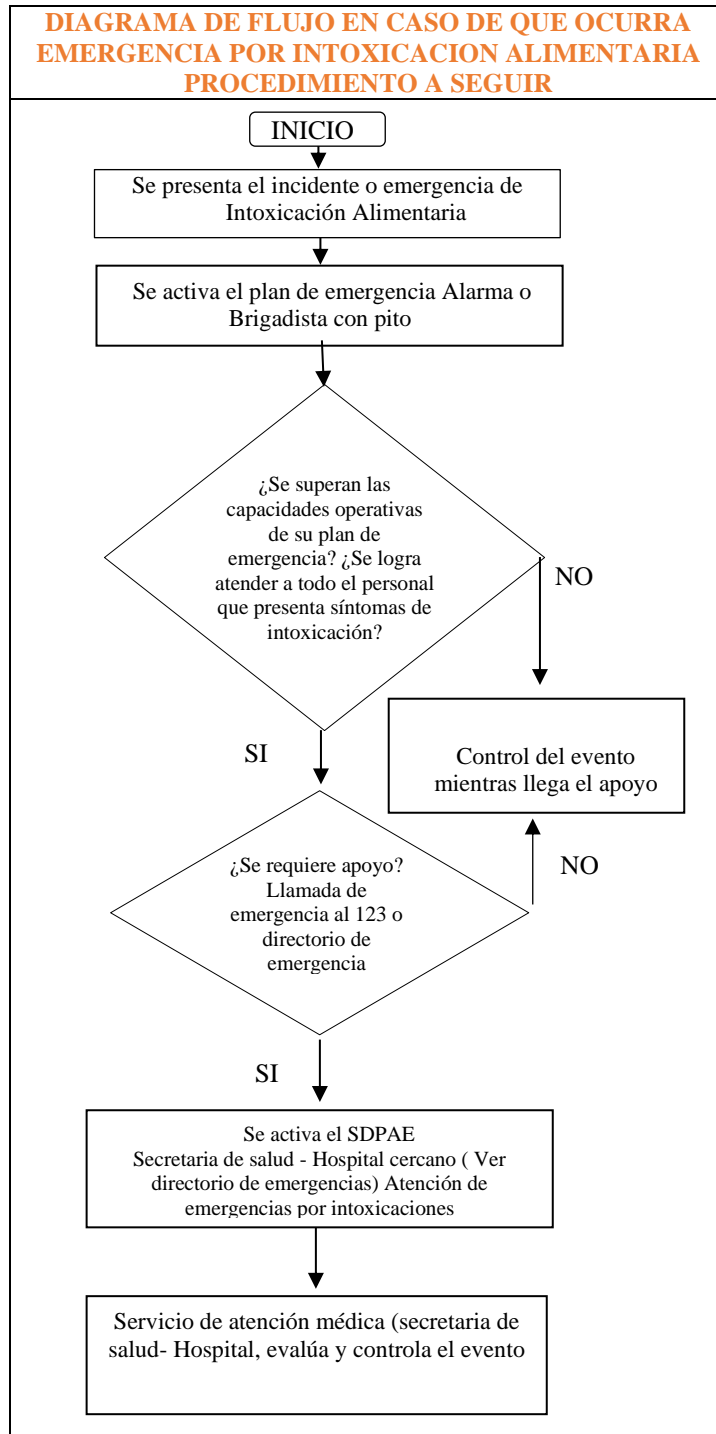 DIAGRAMA DE FLUJO EN CASO DE QUE OCURRA
EMERGENCIA POR INTOXICACION ALIMENTARIA
PROCEDIMIENTO A SEGUIR
INICIO
Se presenta el incidente o emergencia de
Intoxicación Alimentaria
Se activa el plan de emergencia Alarma o
Brigadista con pito
¿Se superan las
capacidades operativas
de su plan de
emergencia? ¿Se logra
atender a todo el personal
que presenta síntomas de
intoxicación?
NO
SI
Control del evento
mientras llega el apoyo
¿Se requiere apoyo?
Llamada de
emergencia al 123 o
directorio de
emergencia
NO
SI
Se activa el SDPAE
Secretaria de salud - Hospital cercano ( Ver
directorio de emergencias) Atención de
emergencias por intoxicaciones
Servicio de atención médica (secretaria de
salud- Hospital, evalúa y controla el evento